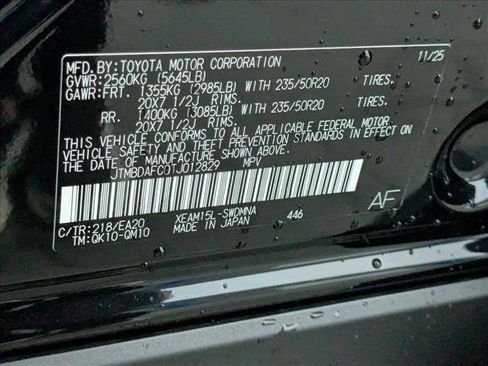 MFD.BY:TOYOTA MOTOR CORPORATION 11/25
GVWR:2560KG (5645LB)
GAWR:FRT. 1355KG (2985LB) WITH 235/50R20 TIRES.
20X7 1/2J RIMS.
RR. 1400KG (3085LB) WITH 235/50R20 TIRES.
20X7 1/2J RIMS.
THIS VEHICLE CONFORMS TO ALL APPLICABLE FEDERAL MOTOR
VEHICLE SAFETY AND THEFT PREVENTION STANDARDS IN EFFECT ON
THE DATE OF MANUFACTURE SHOWN ABOVE.
JTMBDAFC0TJ012829 MPV
C/TR:218/EA20 XEAM15L-SWDMNA 446 AF
TM:QK10-QM10 MADE IN JAPAN